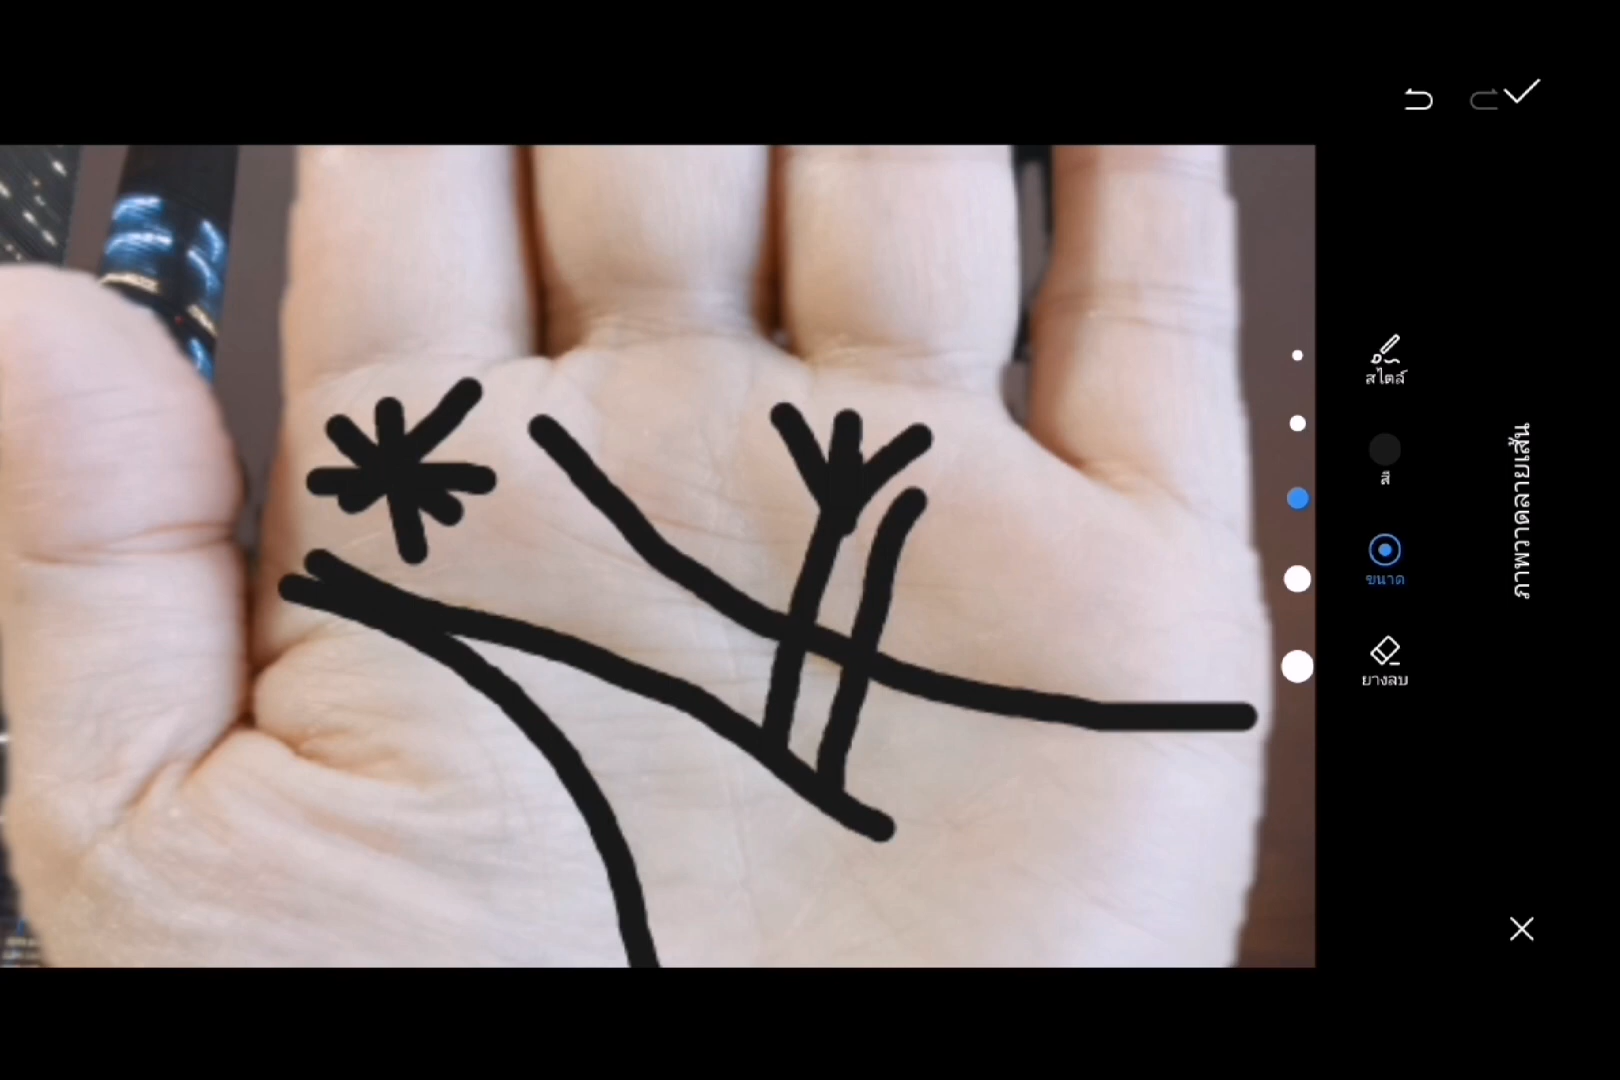 สไตล์
สี
ขนาด
ยางลบ
ภาพวาดลายเส้น